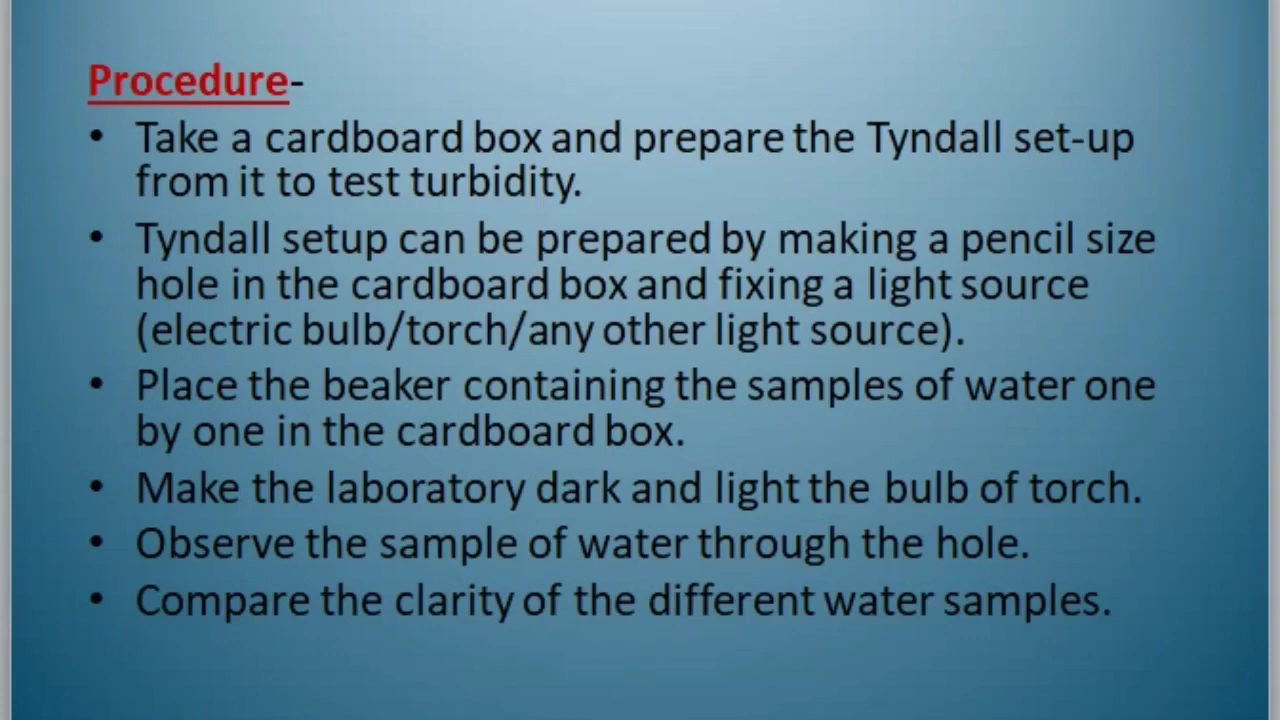 Procedure-
• Take a cardboard box and prepare the Tyndall set-up
from it to test turbidity.
• Tyndall setup can be prepared by making a pencil size
hole in the cardboard box and fixing a light source
(electric bulb/torch/any other light source).
• Place the beaker containing the samples of water one
by one in the cardboard box.
• Make the laboratory dark and light the bulb of torch.
• Observe the sample of water through the hole.
• Compare the clarity of the different water samples.